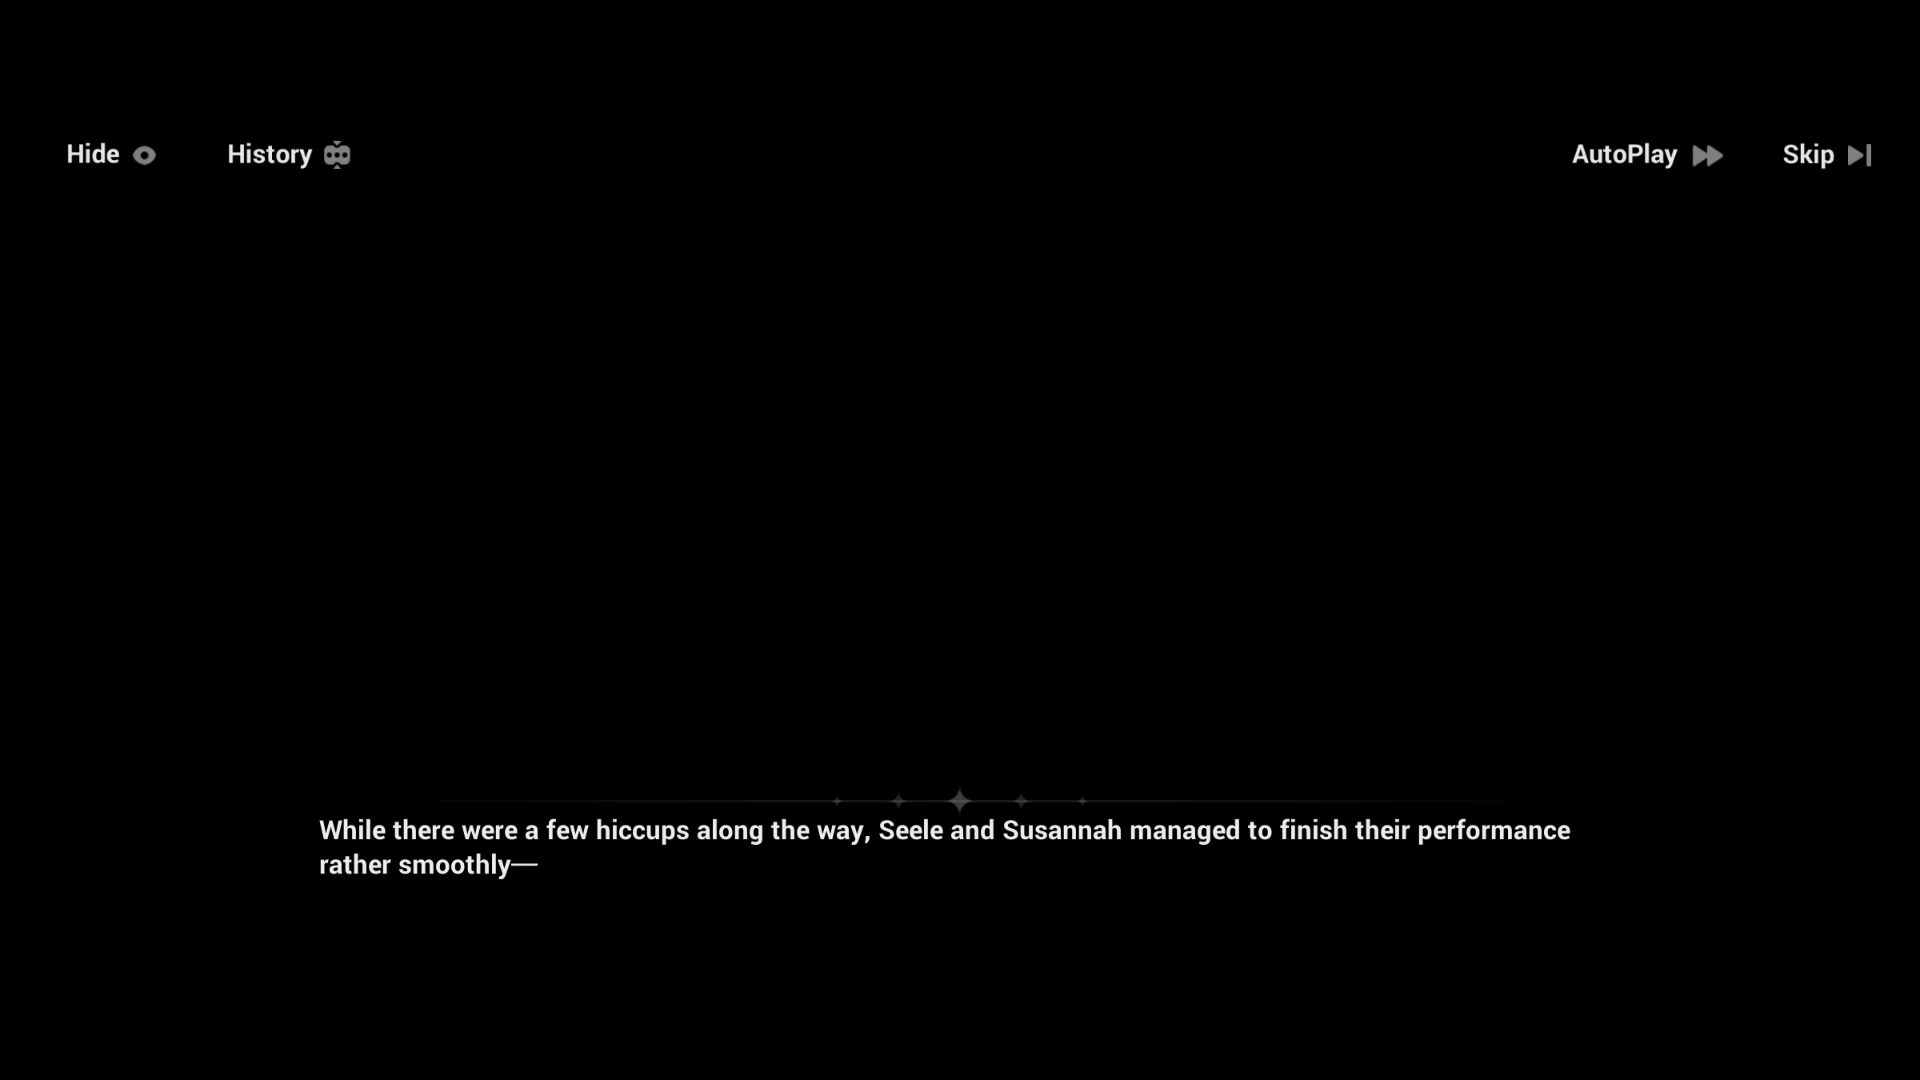 Hide
History
AutoPlay
Skip
While there were a few hiccups along the way, Seele and Susannah managed to finish their performance
rather smoothly—